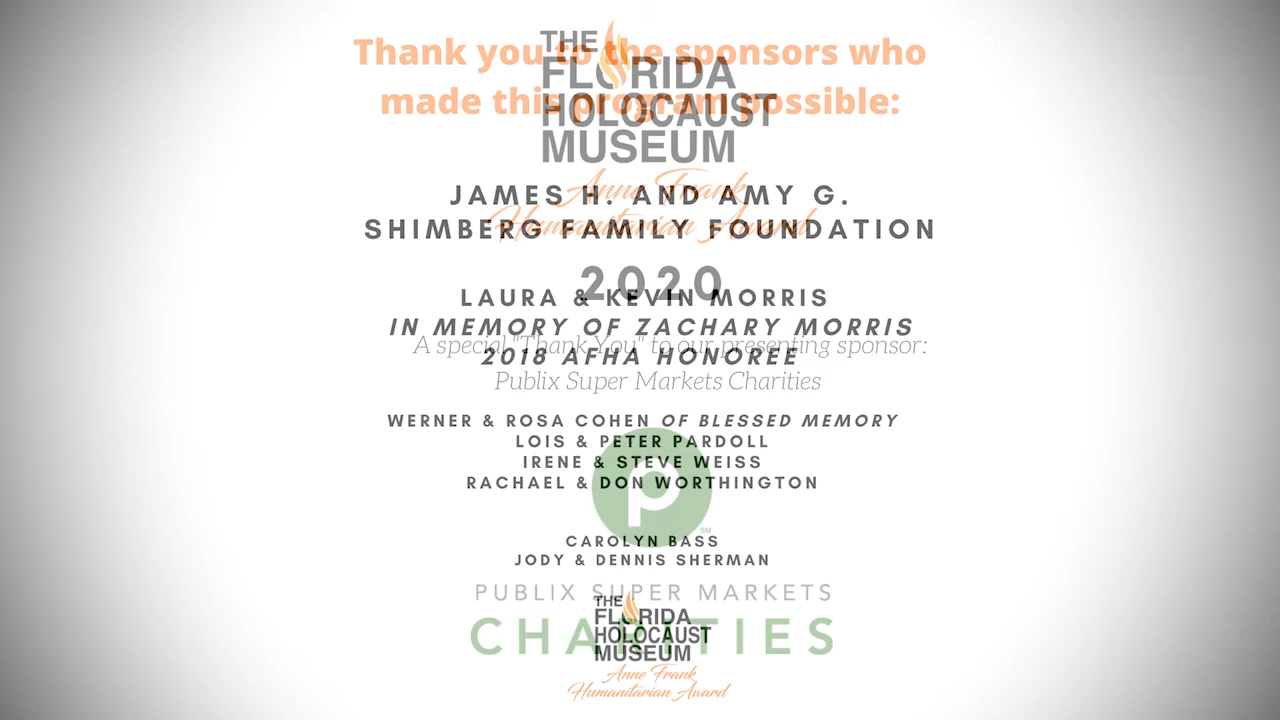 THE
FLORIDA
HOLOCAUST
MUSEUM
Anne Frank
Humanitarian Award
2020
A special "Thank You" to our presenting sponsor:
Publix Super Markets Charities
p
SM
PUBLIX SUPER MARKETS
CHARITIES
Thank you to the sponsors who
made this program possible:
JAMES H. AND AMY G.
SHIMBERG FAMILY FOUNDATION
LAURA & KEVIN MORRIS
IN MEMORY OF ZACHARY MORRIS
2018 AFHA HONOREE
WERNER & ROSA COHEN OF BLESSED MEMORY
LOIS & PETER PARDOLL
IRENE & STEVE WEISS
RACHAEL & DON WORTHINGTON
CAROLYN BASS
JODY & DENNIS SHERMAN
THE
FLORIDA
HOLOCAUST
MUSEUM
Anne Frank
Humanitarian Award